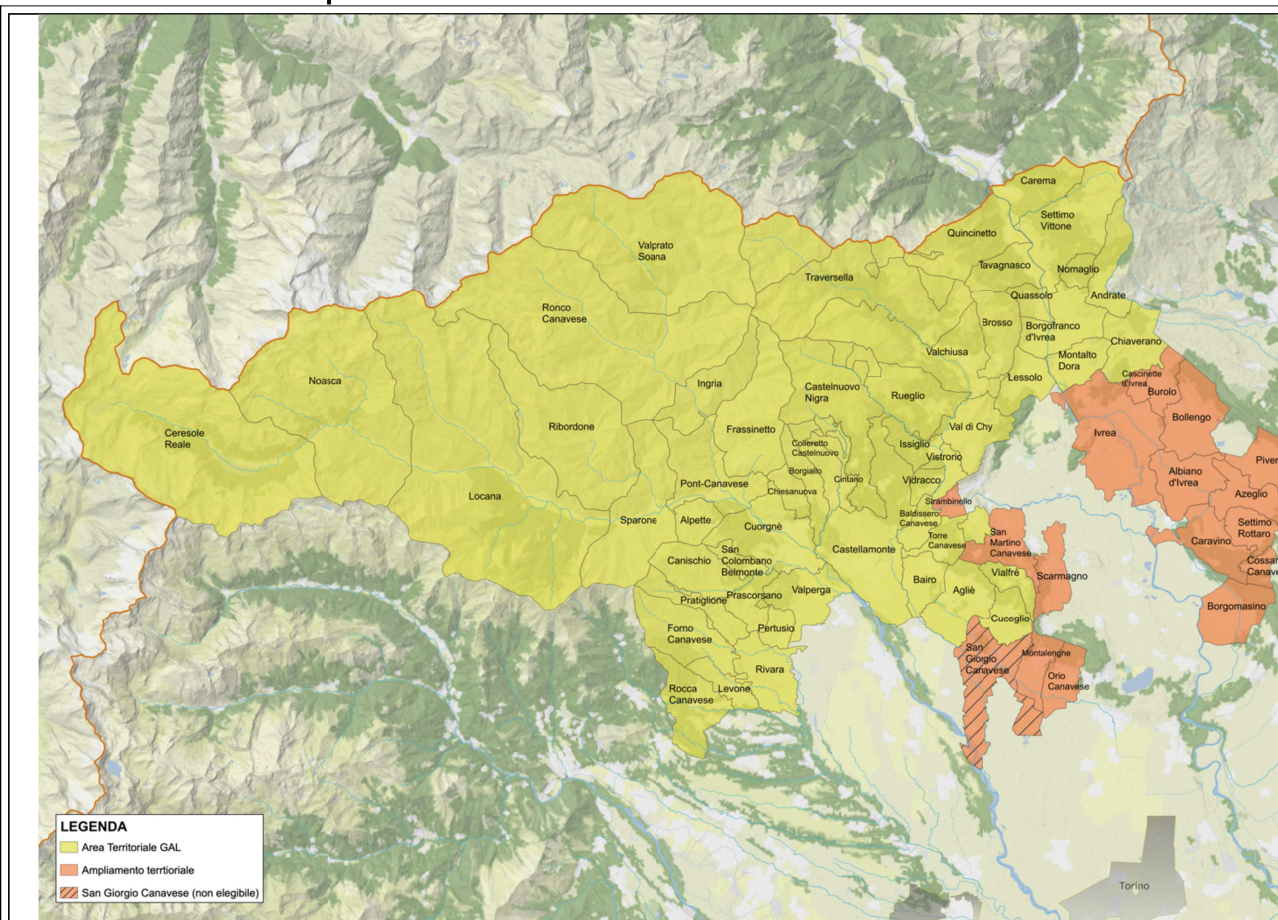 Carema
Settimo
Vittone
Quincinetto
Valprato
Soana
Tavagnasco
Nomaglio
Traversella
Quassolo
Andrate
Ronco
Canavese
Brosso
Borgofranco
d'Ivrea
Chiaverano
Valchiusa
Montalto
Dora
Noasca
Lessolo
Cascinette
d'Ivrea
Burolo
Ingria
Castelnuovo
Nigra
Rueglio
Bollengo
Ceresole
Reale
Ribordone
Frassinetto
Val di Chy
Ivrea
Colleretto
Castelnuovo
Issiglio
Vistrorio
Piver
Borgiallo
Cintano
Vidracco
Albiano
d'Ivrea
Pont-Canavese
Chiesanuova
Locana
Strambinello
Azeglio
Sparone
Alpette
Cuorgnè
Baldissero
Canavese
Settimo
Rottaro
Torre
Canavese
San
Martino
Canavese
Caravino
Castellamonte
Canischio
San
Colombano
Belmonte
Cossan
Canave
Vialfrè
Scarmagno
Bairo
Agliè
Valperga
Prascorsano
Pratiglione
Borgomasino
Cuceglio
Forno
Canavese
Pertusio
San
Giorgio
Canavese
Montalenghe
Rivara
Orio
Canavese
Rocca
Canavese
Levone
LEGENDA
Area Territoriale GAL
Ampliamento terrtioriale
San Giorgio Canavese (non elegibile)
Torino